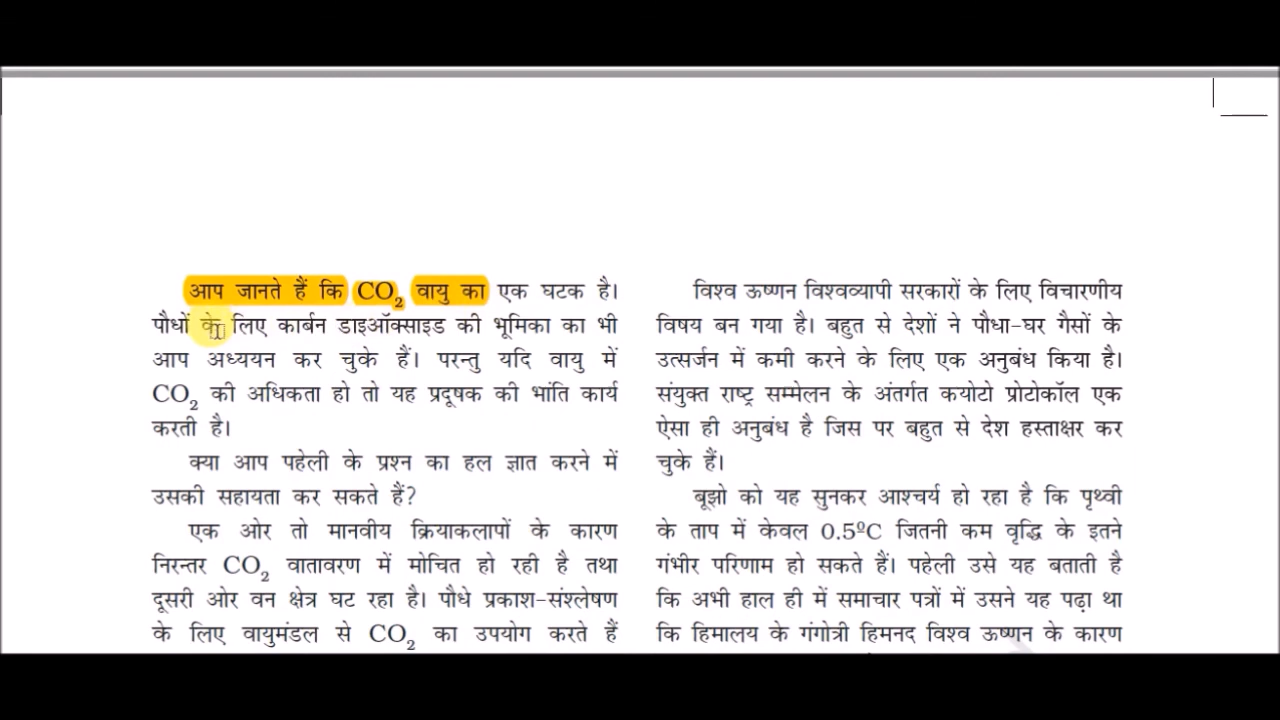 आप जानते हैं कि CO₂ वायु का एक घटक है।
पौधों के लिए कार्बन डाइऑक्साइड की भूमिका का भी
आप अध्ययन कर चुके हैं। परन्तु यदि वायु में
CO₂ की अधिकता हो तो यह प्रदूषक की भांति कार्य
करती है।
क्या आप पहेली के प्रश्न का हल ज्ञात करने में
उसकी सहायता कर सकते हैं?
एक ओर तो मानवीय क्रियाकलापों के कारण
निरन्तर CO₂ वातावरण में मोचित हो रही है तथा
दूसरी ओर वन क्षेत्र घट रहा है। पौधे प्रकाश-संश्लेषण
के लिए वायुमंडल से CO₂ का उपयोग करते हैं
विश्व ऊष्णन विश्वव्यापी सरकारों के लिए विचारणीय
विषय बन गया है। बहुत से देशों ने पौधा-घर गैसों के
उत्सर्जन में कमी करने के लिए एक अनुबंध किया है।
संयुक्त राष्ट्र सम्मेलन के अंतर्गत कयोटो प्रोटोकॉल एक
ऐसा ही अनुबंध है जिस पर बहुत से देश हस्ताक्षर कर
चुके हैं।
बूझो को यह सुनकर आश्चर्य हो रहा है कि पृथ्वी
के ताप में केवल 0.5ºC जितनी कम वृद्धि के इतने
गंभीर परिणाम हो सकते हैं। पहेली उसे यह बताती है
कि अभी हाल ही में समाचार पत्रों में उसने यह पढ़ा था
कि हिमालय के गंगोत्री हिमनद विश्व ऊष्णन के कारण